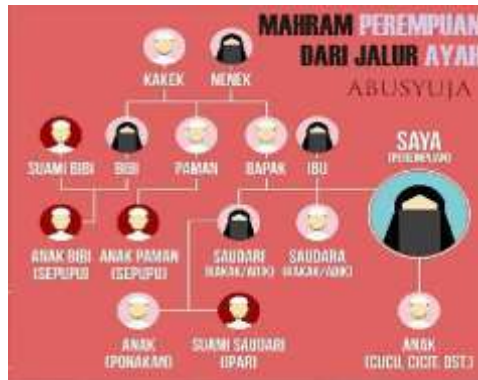 MAHRAM PEREMPUAN
DARI JALUR AYAH
ABUSYUJA
KAKEK
NENEK
SAYA
(PEREMPUAN)
SUAMI BIBI
BIBI
PAMAN
BAPAK
IBU
ANAK BIBI
(SEPUPU)
ANAK PAMAN
(SEPUPU)
SAUDARI
(KAKAK/ADIK)
SAUDARA
(KAKAK/ADIK)
ANAK
(PONAKAN)
SUAMI SAUDARI
(IPAR)
ANAK
(CUCU, CICIT, DST.)